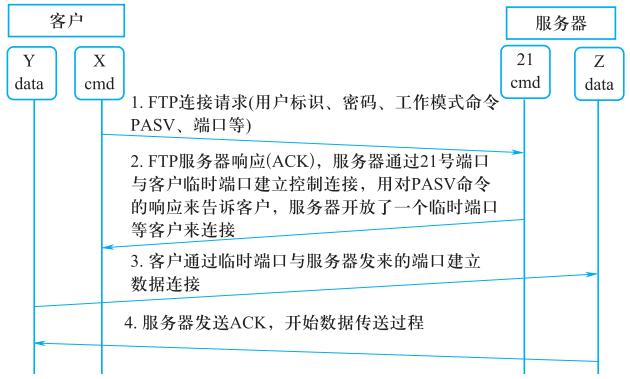 客户
服务器
Y
data
X
cmd
21
cmd
Z
data
1. FTP连接请求(用户标识、密码、工作模式命令
PASV、端口等)
2. FTP服务器响应(ACK)，服务器通过21号端口
与客户临时端口建立控制连接，用对PASV命令
的响应来告诉客户，服务器开放了一个临时端口
等客户来连接
3. 客户通过临时端口与服务器发来的端口建立
数据连接
4. 服务器发送ACK，开始数据传送过程